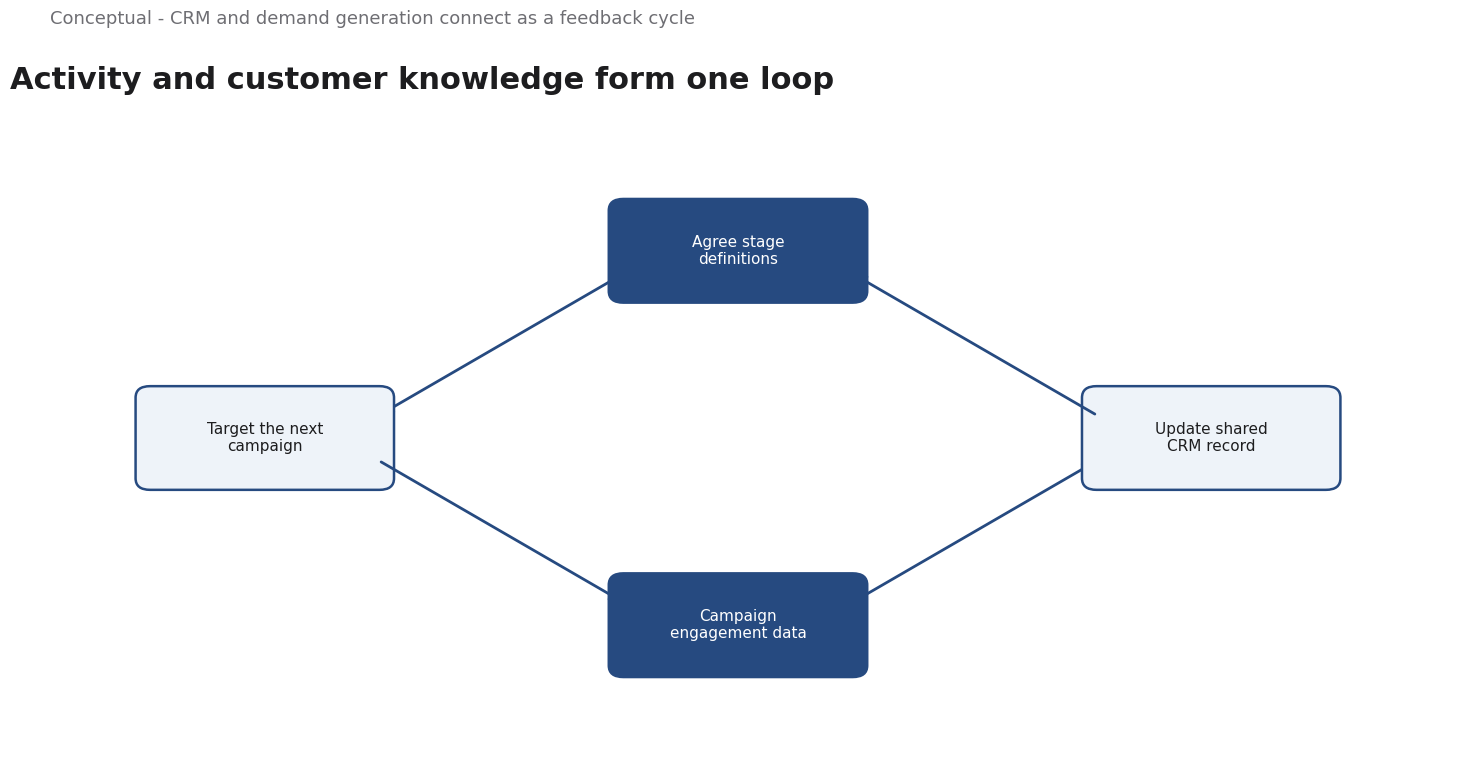 Conceptual - CRM and demand generation connect as a feedback cycle
Activity and customer knowledge form one loop
Agree stage
definitions
Target the next
campaign
Update shared
CRM record
Campaign
engagement data